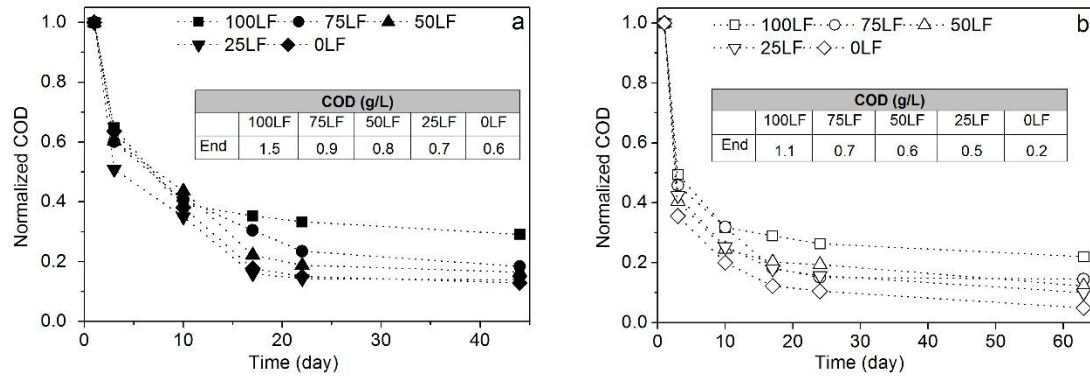 a
100LF 75LF 50LF
25LF 0LF
COD (g/L)
100LF 75LF 50LF 25LF 0LF
End 1.5 0.9 0.8 0.7 0.6
Normalized COD
1.0
0.8
0.6
0.4
0.2
0.0
0 10 20 30 40
Time (day)
b
100LF 75LF 50LF
25LF 0LF
COD (g/L)
100LF 75LF 50LF 25LF 0LF
End 1.1 0.7 0.6 0.5 0.2
Normalized COD
1.0
0.8
0.6
0.4
0.2
0.0
0 10 20 30 40 50 60
Time (day)